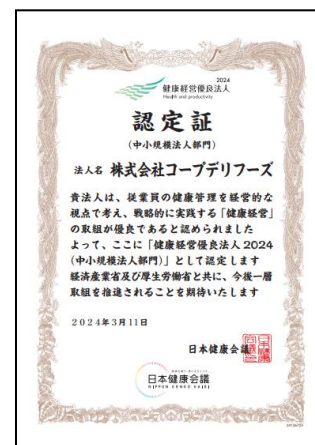 2024
健康経営優良法人
Health and productivity
認定証
(中小規模法人部門)
法人名 株式会社コープデリフーズ
貴法人は、従業員の健康管理を経営的な
視点で考え、戦略的に実践する「健康経営」
の取組が優良であると認められました
よって、ここに「健康経営優良法人 2024
(中小規模法人部門)」として認定します
経済産業省及び厚生労働省と共に、今後一層
取組を推進されることを期待いたします
2024年3月11日
日本健康会議
日本健康会議
NIPPON KENKO KAIGI